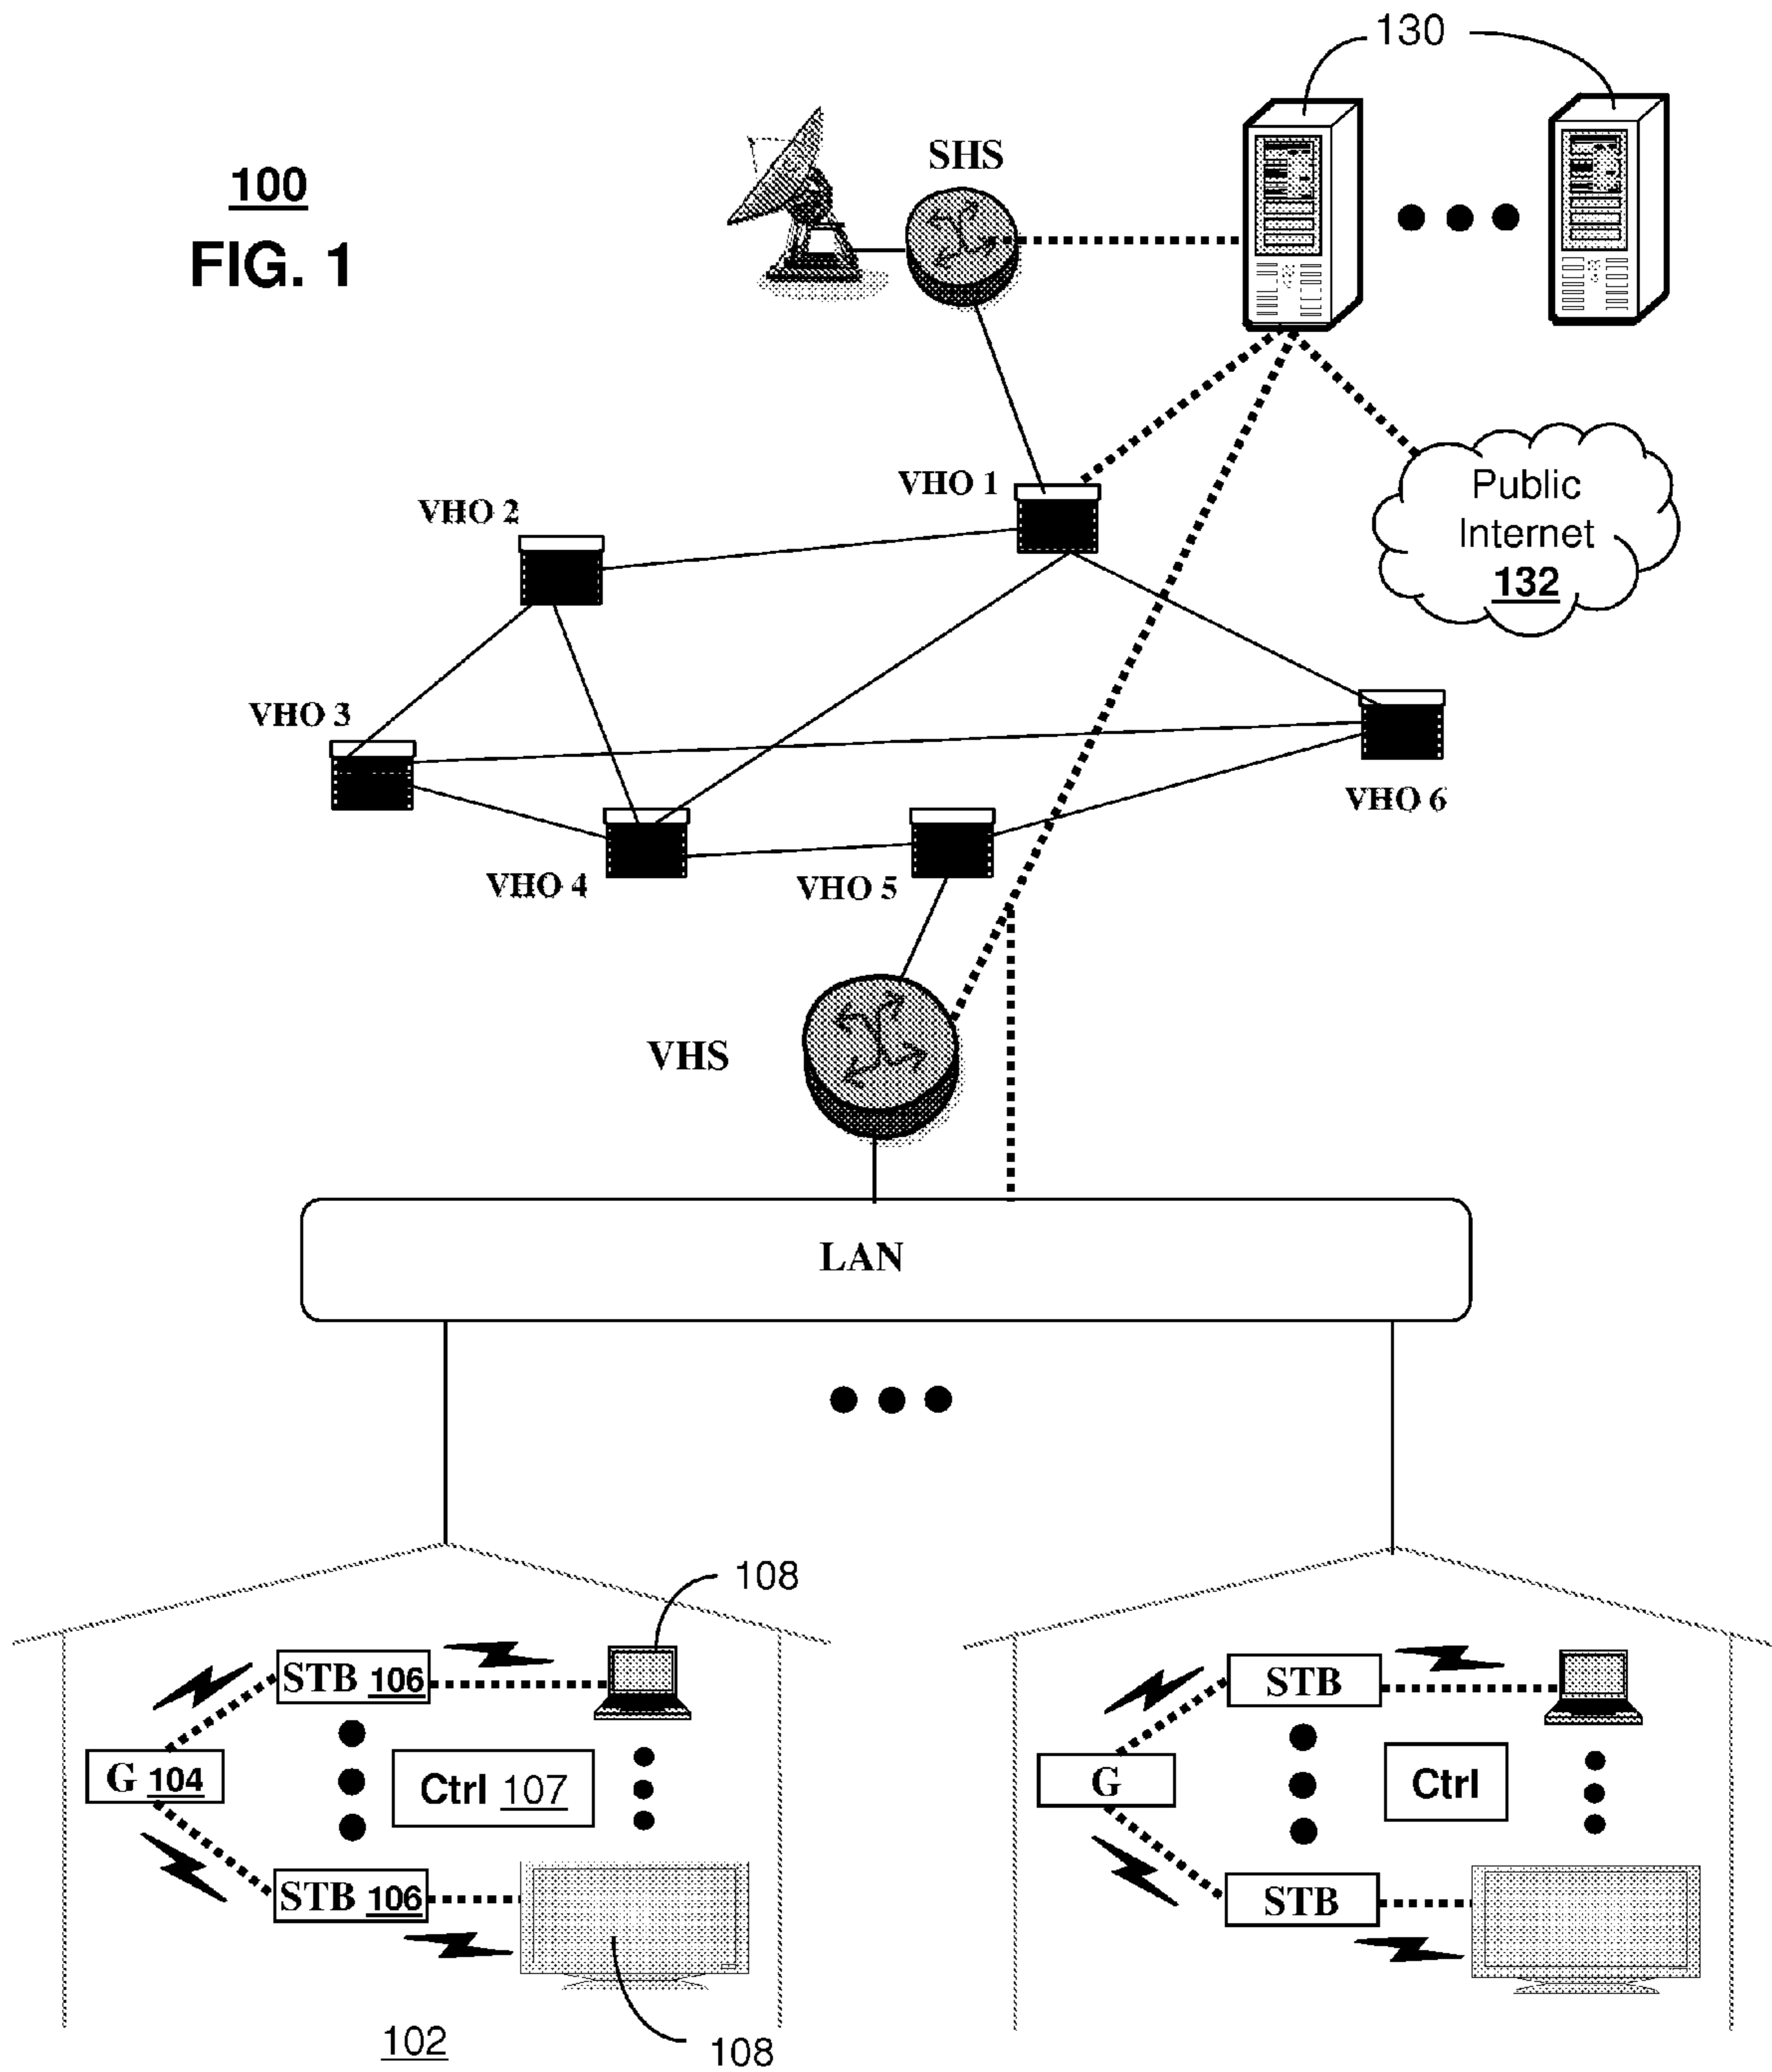 130
SHS
100
FIG. 1
VHO 1
Public
Internet
132
VHO 2
VHO 3
VHO 6
VHO 4
VHO 5
VHS
LAN
108
STB 106
STB
G 104
Ctrl 107
G
Ctrl
STB 106
STB
102
108